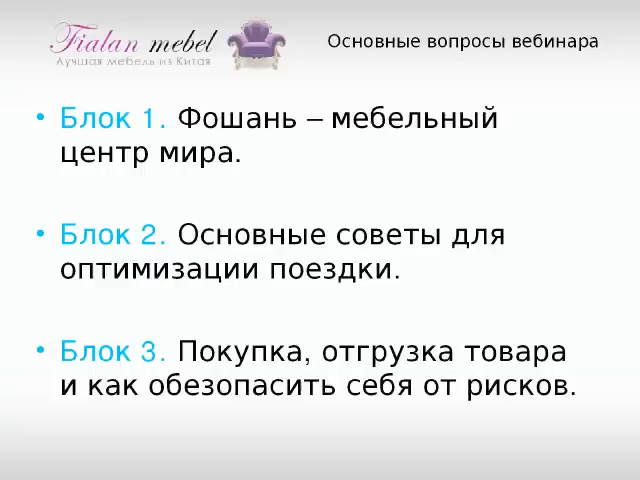 Fialan mebel
Лучшая мебель из Китая
Основные вопросы вебинара
• Блок 1. Фошань – мебельный
центр мира.
• Блок 2. Основные советы для
оптимизации поездки.
• Блок 3. Покупка, отгрузка товара
и как обезопасить себя от рисков.